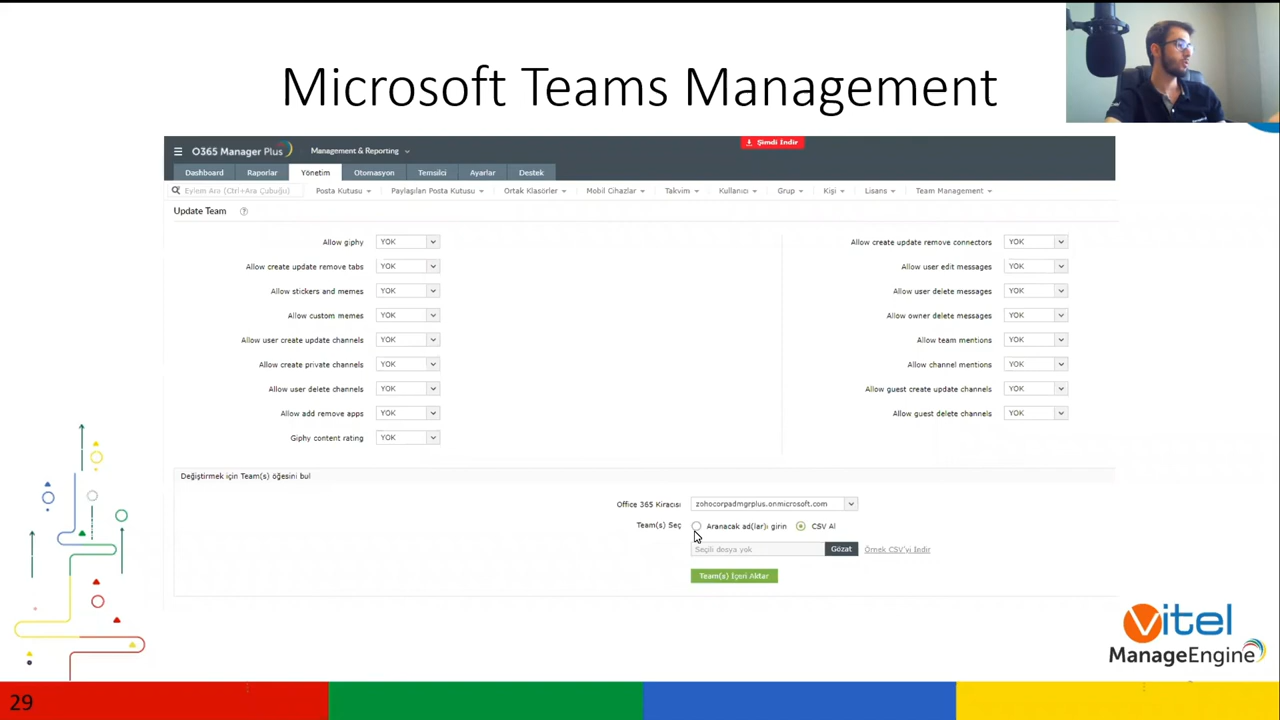 Microsoft Teams Management
O365 Manager Plus
Management & Reporting
Şimdi İndir
Dashboard Raporlar Yönetim Otomasyon Temsilci Ayarlar Destek
Eylem Ara (Ctrl+Ara Çubuğu) Posta Kutusu Paylaşılan Posta Kutusu Ortak Klasörler Mobil Cihazlar Takvim Kullanıcı Grup Kişi Lisans Team Management
Update Team
Allow giphy YOK Allow create update remove connectors YOK
Allow create update remove tabs YOK Allow user edit messages YOK
Allow stickers and memes YOK Allow user delete messages YOK
Allow custom memes YOK Allow owner delete messages YOK
Allow user create update channels YOK Allow team mentions YOK
Allow create private channels YOK Allow channel mentions YOK
Allow user delete channels YOK Allow guest create update channels YOK
Allow add remove apps YOK Allow guest delete channels YOK
Giphy content rating YOK
Değiştirmek için Team(s) öğesini bul
Office 365 Kiracısı zohocorpadmgrplus.onmicrosoft.com
Team(s) Seç Aranacak ad(lar)ı girin CSV Al
Seçili dosya yok Gözat Örnek CSV'yi İndir
Team(s) İçeri Aktar
Vitel
ManageEngine
29